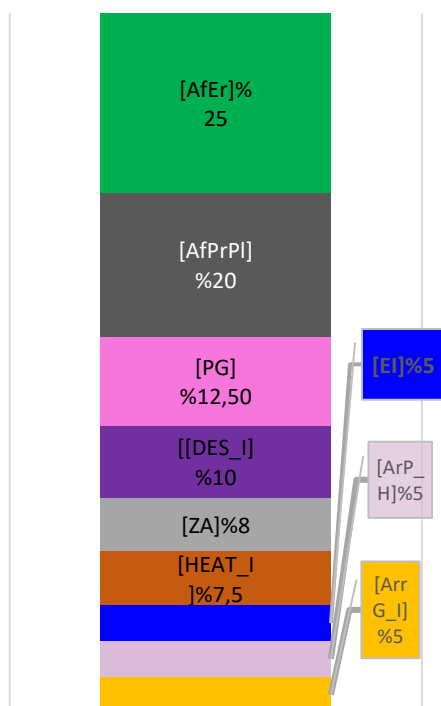 [AfEr]%
25
[AfPrPl]
%20
[PG]
%12,50
[[DES_I]
%10
[ZA]%8
[HEAT_I
]%7,5
[EI]%5
[ArP_
H]%5
[Arr
G_I]
%5